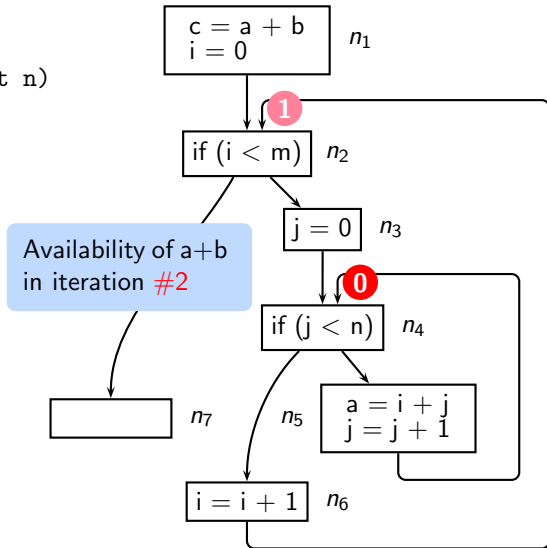 c = a + b
i = 0
n1
t n)
1
if (i < m)
n2
j = 0
n3
Availability of a+b
in iteration #2
0
if (j < n)
n4
a = i + j
j = j + 1
n5
n7
i = i + 1
n6